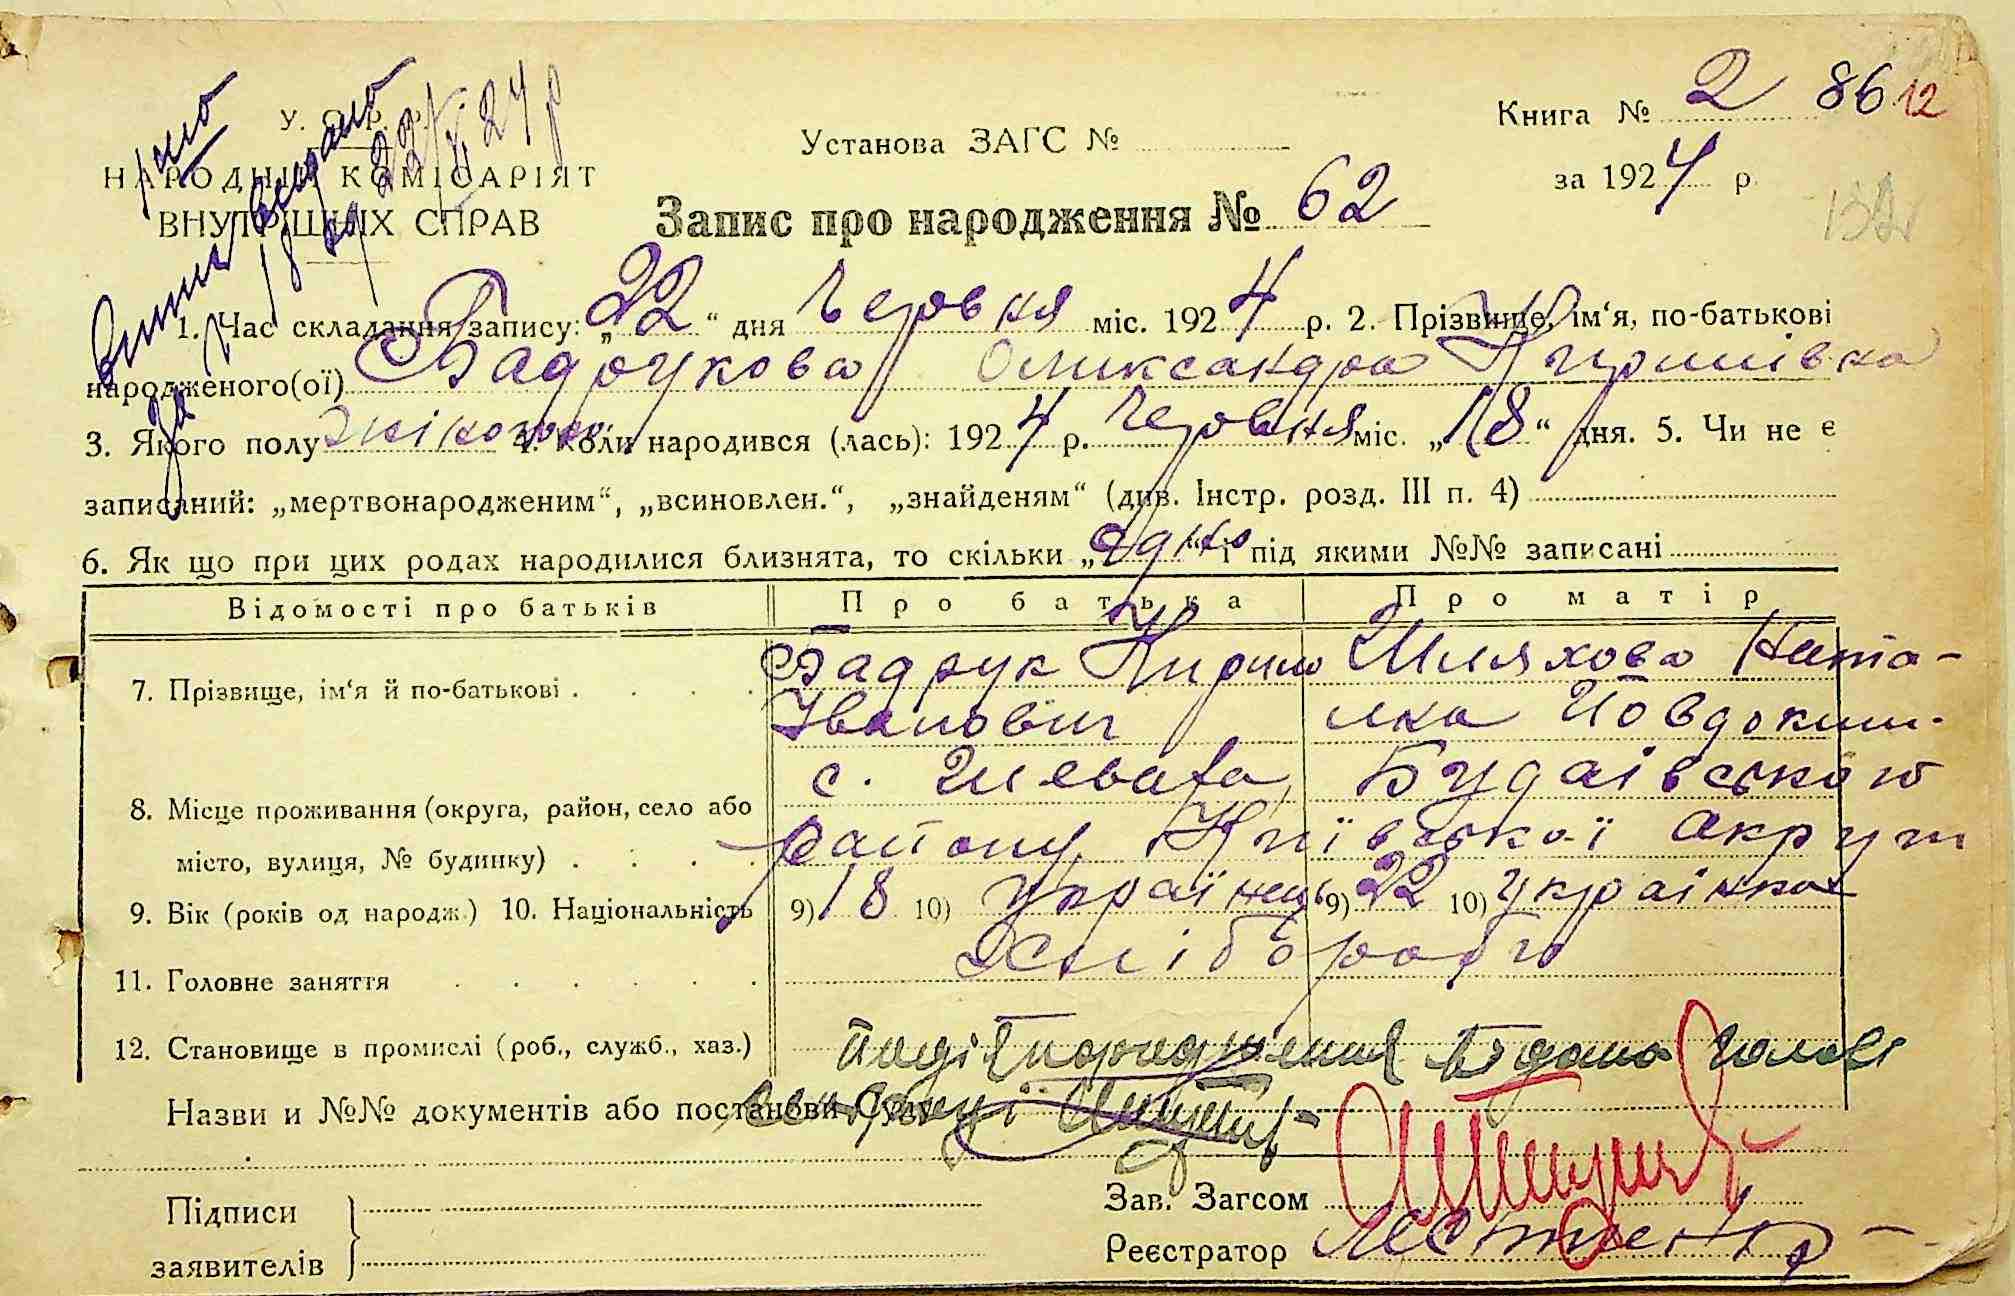 У. С. Р. Р.
НАРОДНІЙ КОМІСАРІЯТ
ВНУТРІШНІХ СПРАВ
Установа ЗАГС №
Книга № 2 86 12
за 1924 р.
132
Запис про народження № 62
1. Час складання запису: „22“ дня Червня міс. 1924 р. 2. Прізвище, ім‘я, по-батькові
народженого(ої) Бадрукова Олександра Кирилівна
3. Якого полу жіночого 4. Коли народився (лась): 1924 р. Червня міс. „18“ дня. 5. Чи не є
записаний: „мертвонародженим“, „всиновлен.“, „знайденям“ (див. Інстр. розд. III п. 4)
6. Як що при цих родах народилися близнята, то скільки „одно“ і під якими №№ записані
Відомості про батьків Про батька Про матір
7. Прізвище, ім‘я й по-батькові Бадрук Кирило Шляхова Ната-
Іванович лка Йовдоким.
с. Будаівського
8. Місце проживання (округа, район, село або
місто, вулиця, № будинку) району Київської округи
9. Вік (років од народж.) 10. Національність 9) 18 10) українець 9) 22 10) українка
11. Головне заняття Хлібороби
12. Становище в промислі (роб., служб., хаз.)
Назви и №№ документів або постанови Суду
Підписи
заявителів
Зав. Загсом
Реєстратор